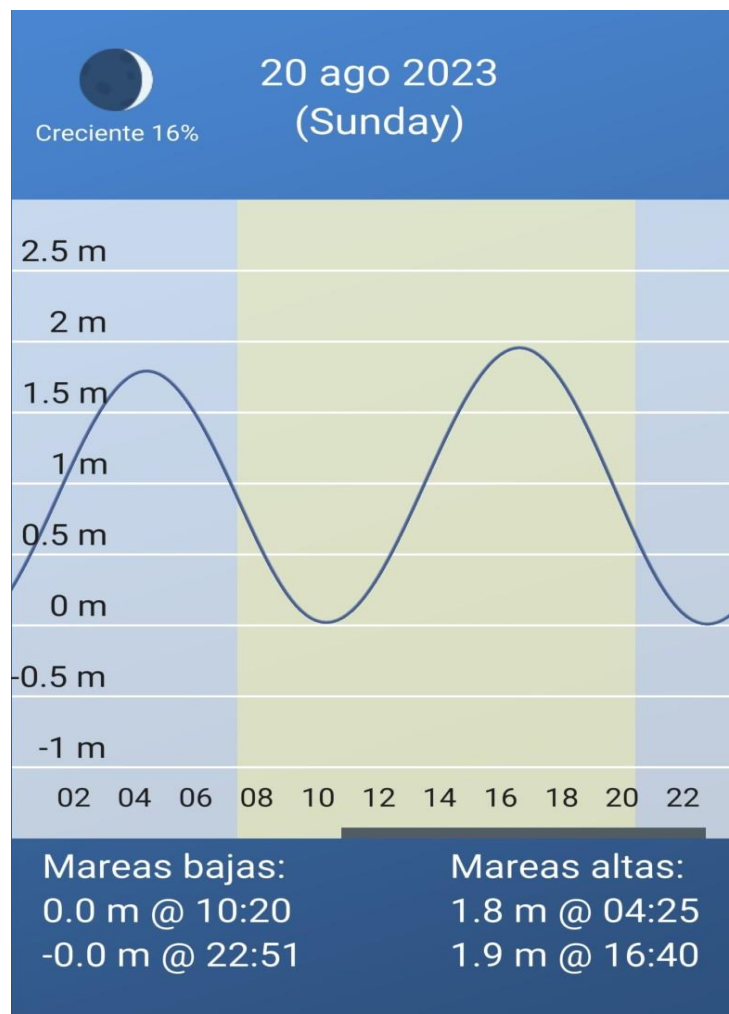 20 ago 2023
(Sunday)
Creciente 16%
2.5 m
2 m
1.5 m
1 m
0.5 m
0 m
-0.5 m
-1 m
02 04 06 08 10 12 14 16 18 20 22
Mareas bajas:
0.0 m @ 10:20
-0.0 m @ 22:51
Mareas altas:
1.8 m @ 04:25
1.9 m @ 16:40